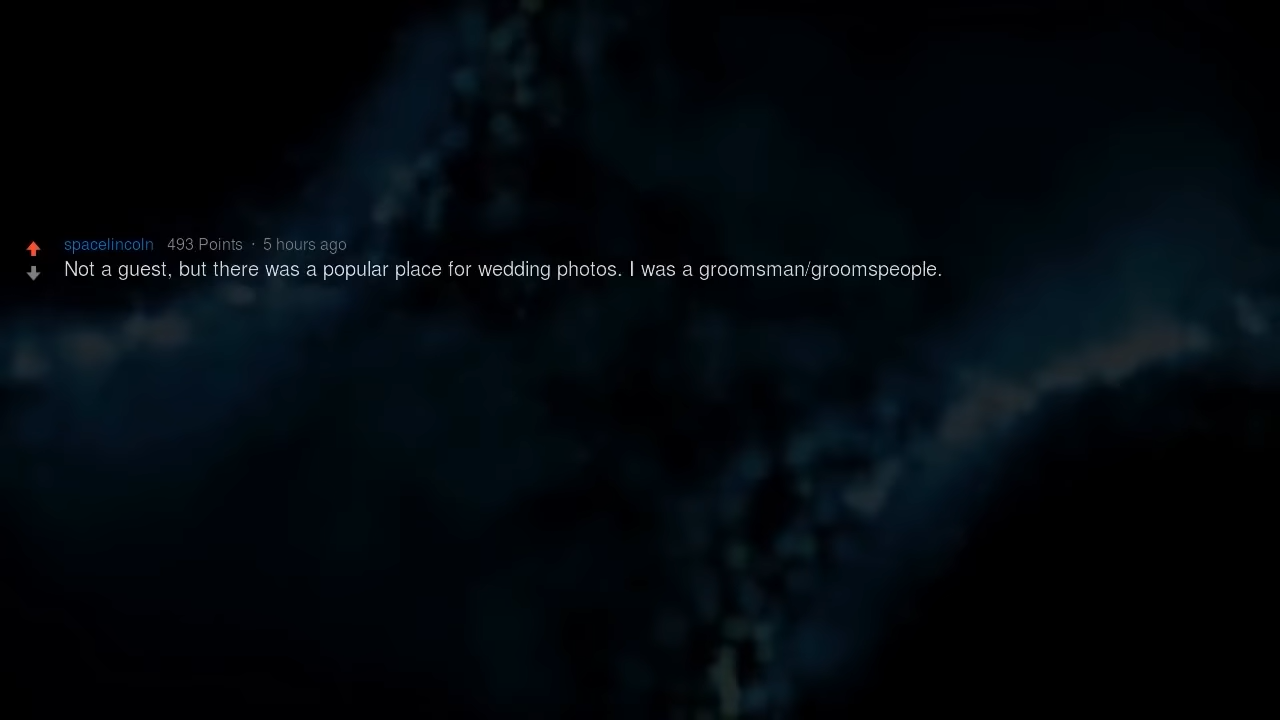 spacelincoln 493 Points · 5 hours ago
Not a guest, but there was a popular place for wedding photos. I was a groomsman/groomspeople.